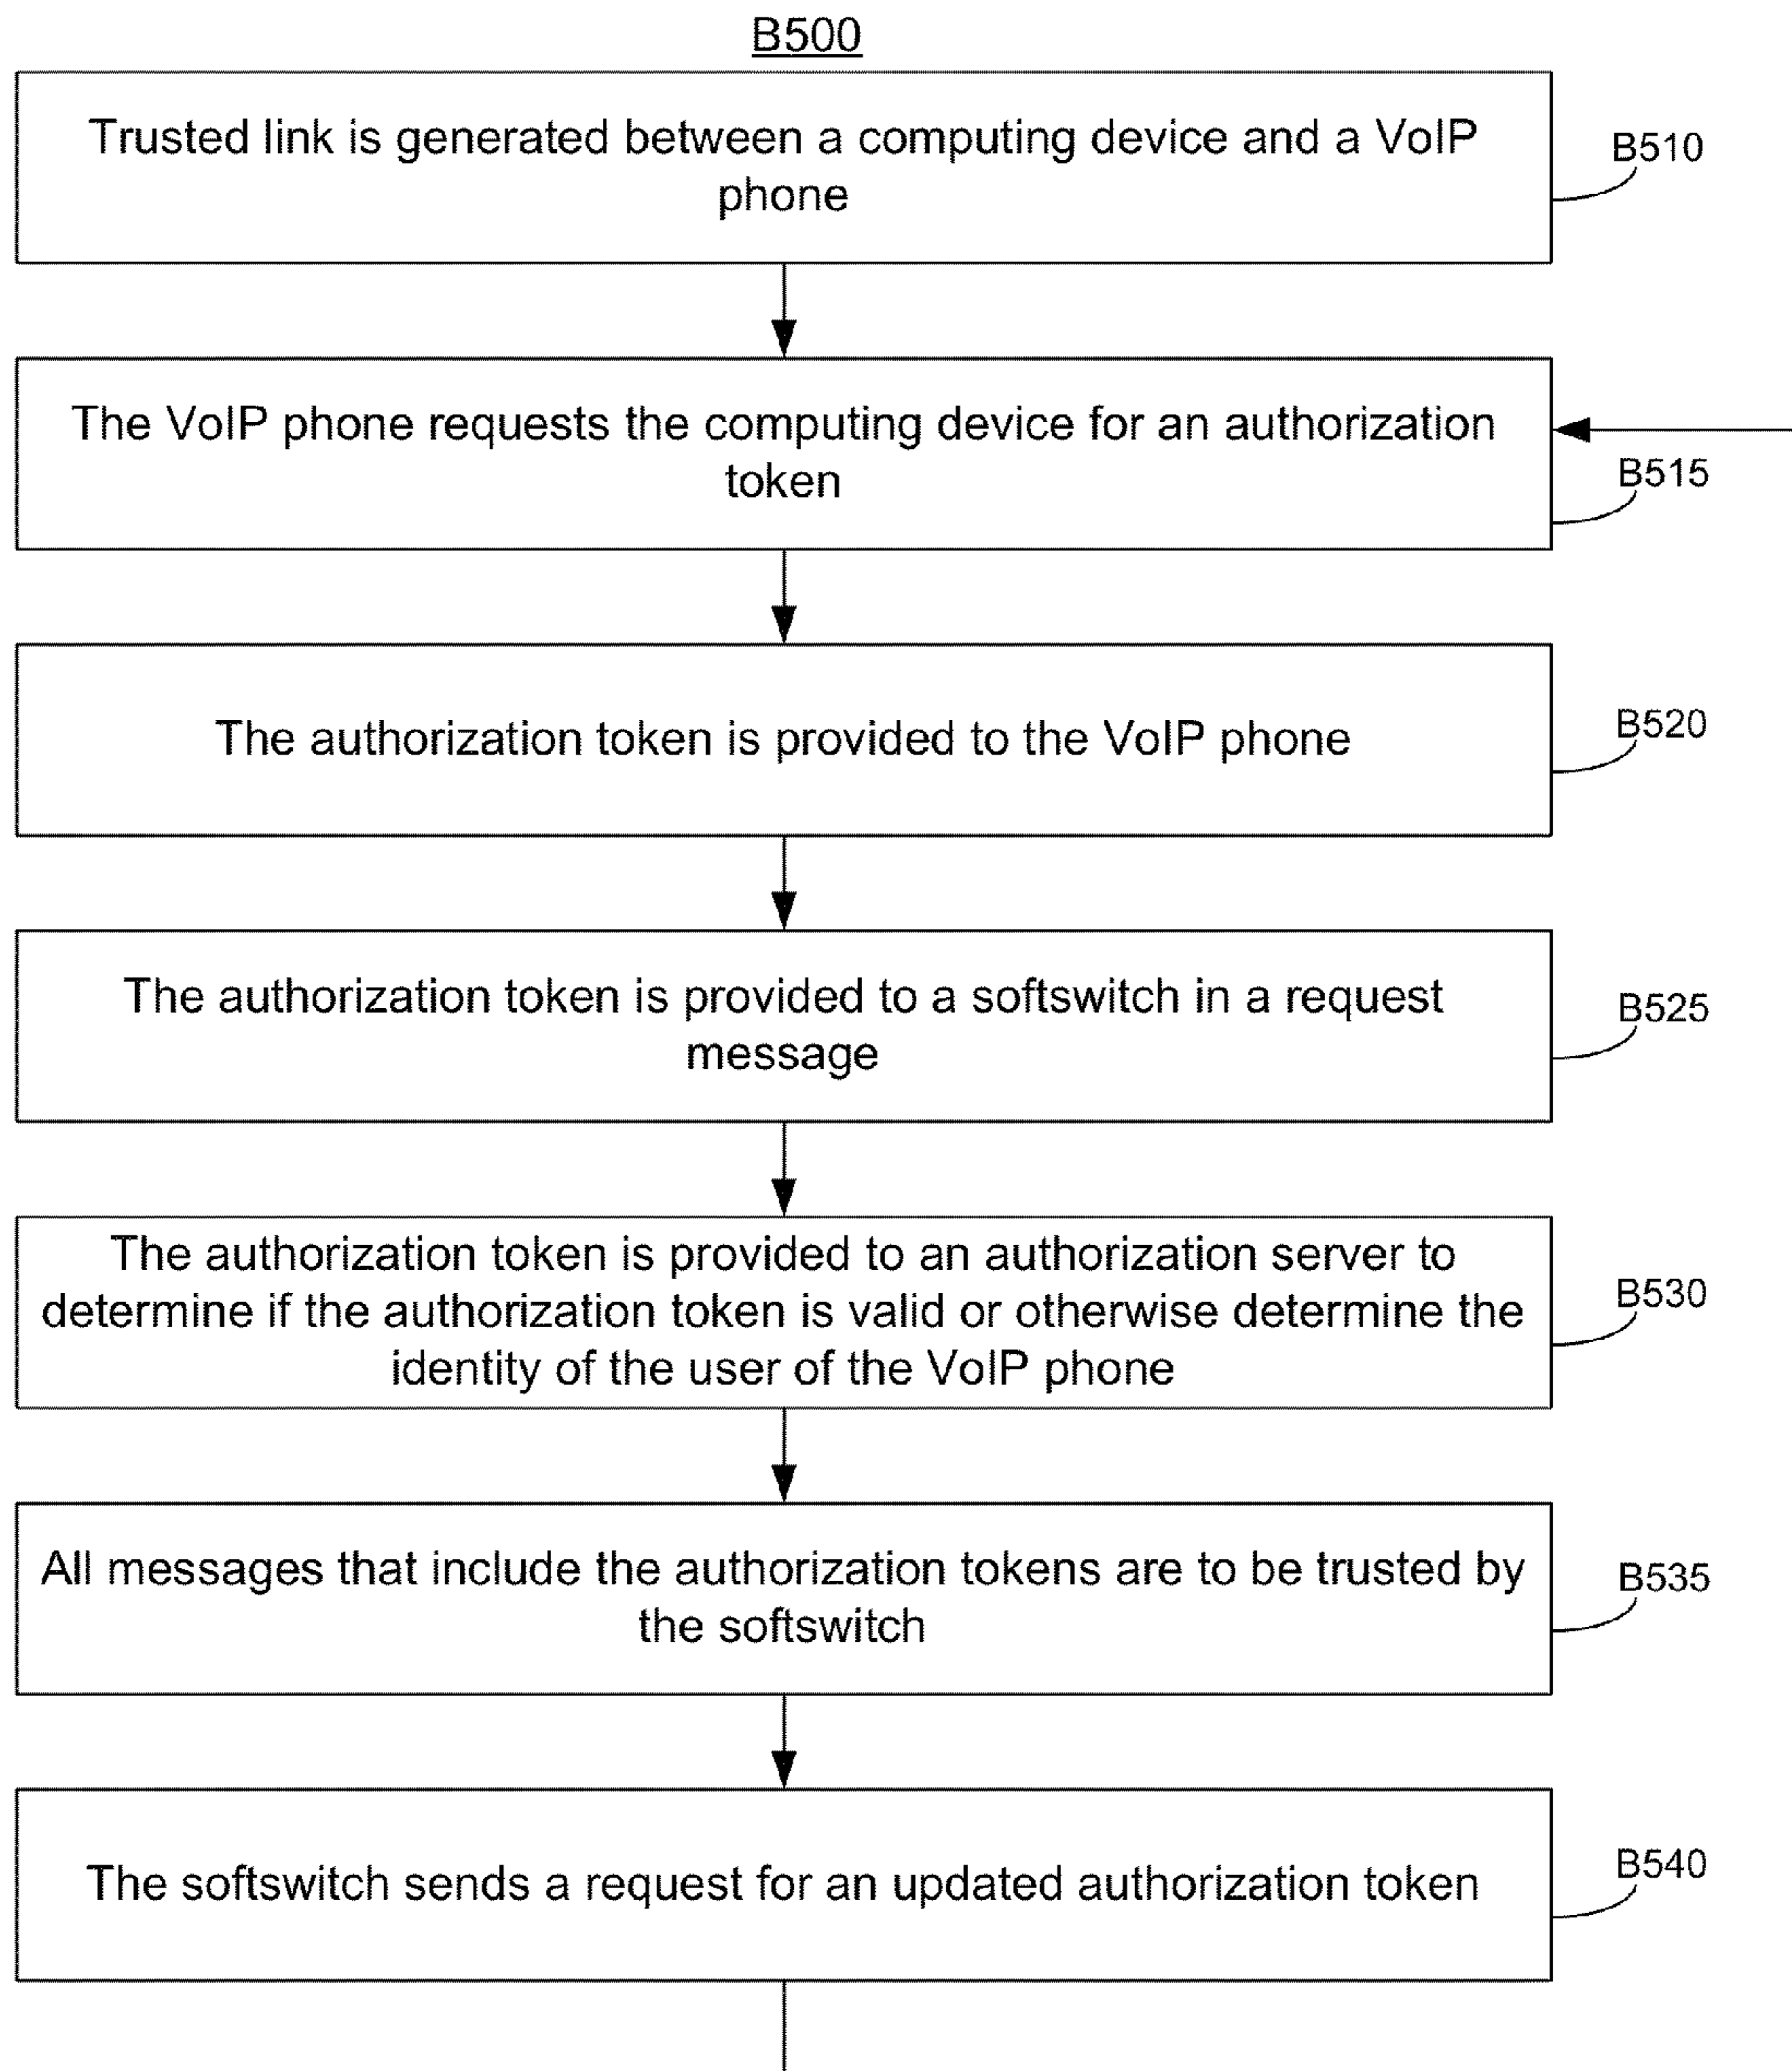 B500
Trusted link is generated between a computing device and a VoIP
phone
B510
The VoIP phone requests the computing device for an authorization
token
B515
The authorization token is provided to the VoIP phone
B520
The authorization token is provided to a softswitch in a request
message
B525
The authorization token is provided to an authorization server to
determine if the authorization token is valid or otherwise determine the
identity of the user of the VoIP phone
B530
All messages that include the authorization tokens are to be trusted by
the softswitch
B535
The softswitch sends a request for an updated authorization token
B540